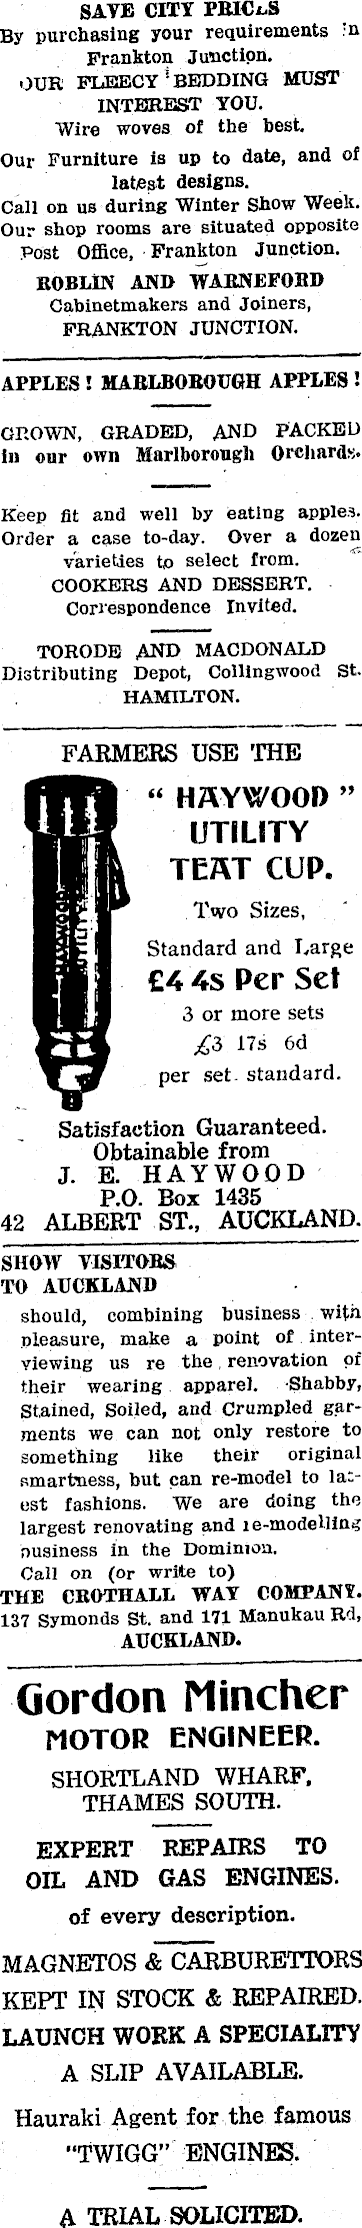 SAVE CITY PRICES
By purchasing your requirements in
Frankton Junction.
OUR FLEECY BEDDING MUST
INTEREST YOU.
Wire woves of the best.
Our Furniture is up to date, and of
latest designs.
Call on us during Winter Show Week.
Our shop rooms are situated opposite
Post Office, Frankton Junction.
ROBLIN AND WARNEFORD
Cabinetmakers and Joiners,
FRANKTON JUNCTION.
APPLES! MARLBOROUGH APPLES!
GROWN, GRADED, AND PACKED
in our own Marlborough Orchards.
Keep fit and well by eating apples.
Order a case to-day. Over a dozen
varieties to select from.
COOKERS AND DESSERT.
Correspondence Invited.
TORODE AND MACDONALD
Distributing Depot, Collingwood St.
HAMILTON.
FARMERS USE THE
"HAYWOOD"
UTILITY
TEAT CUP.
Two Sizes,
Standard and Large
£4 4s Per Set
3 or more sets
£3 17s 6d
per set. standard.
HAYWOOD
UTILITY
Satisfaction Guaranteed.
Obtainable from
J. E. HAYWOOD
P.O. Box 1435
42 ALBERT ST., AUCKLAND.
SHOW VISITORS
TO AUCKLAND
should, combining business with
pleasure, make a point of inter-
viewing us re the renovation of
their wearing apparel. Shabby,
Stained, Soiled, and Crumpled gar-
ments we can not only restore to
something like their original
smartness, but can re-model to lat-
est fashions. We are doing the
largest renovating and re-modelling
business in the Dominion.
Call on (or write to)
THE CROTHALL WAY COMPANY.
137 Symonds St. and 171 Manukau Rd,
AUCKLAND.
Gordon Mincher
MOTOR ENGINEER.
SHORTLAND WHARF,
THAMES SOUTH.
EXPERT REPAIRS TO
OIL AND GAS ENGINES.
of every description.
MAGNETOS & CARBURETTORS
KEPT IN STOCK & REPAIRED.
LAUNCH WORK A SPECIALITY
A SLIP AVAILABLE.
Hauraki Agent for the famous
"TWIGG" ENGINES.
A TRIAL SOLICITED.